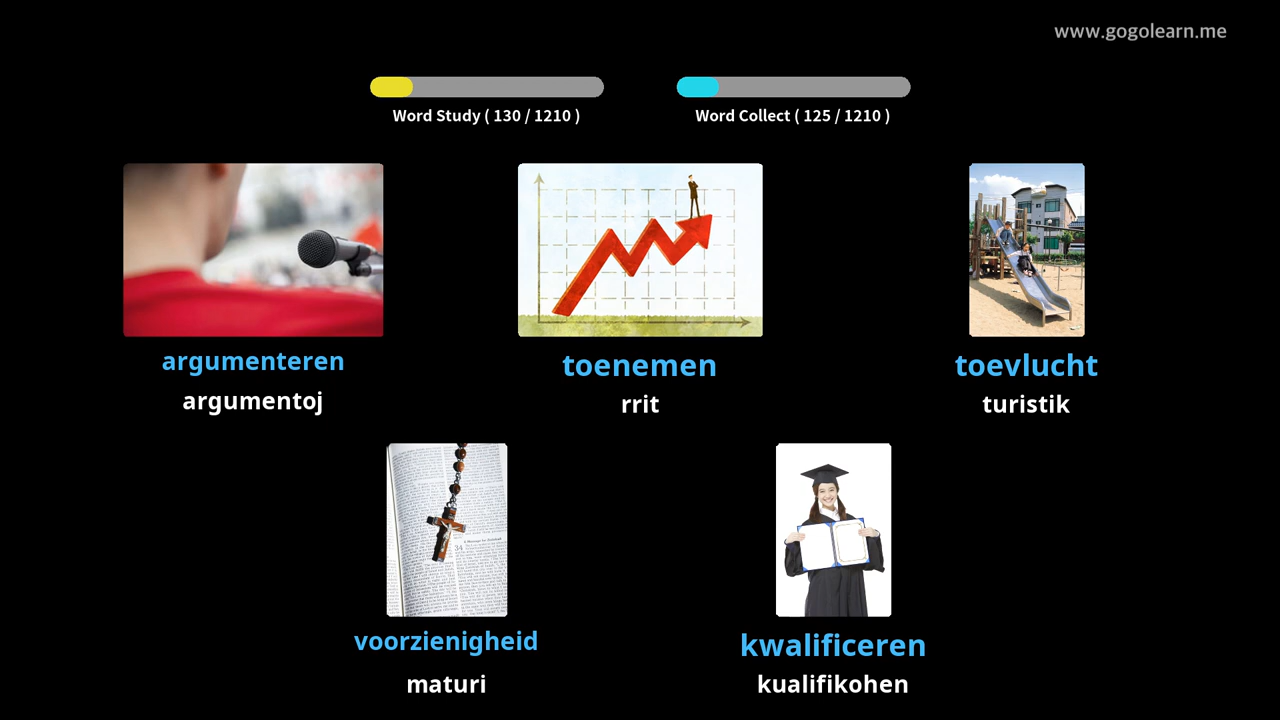 www.gogolearn.me
Word Study ( 130 / 1210 )
Word Collect ( 125 / 1210 )
argumenteren
argumentoj
toenemen
rrit
toevlucht
turistik
voorzienigheid
maturi
kwalificeren
kualifikohen